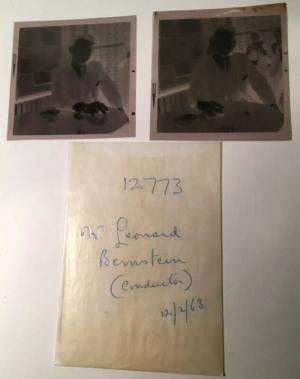 12773
Mr Leonard
Bernstein
(Conductor)
12/2/63